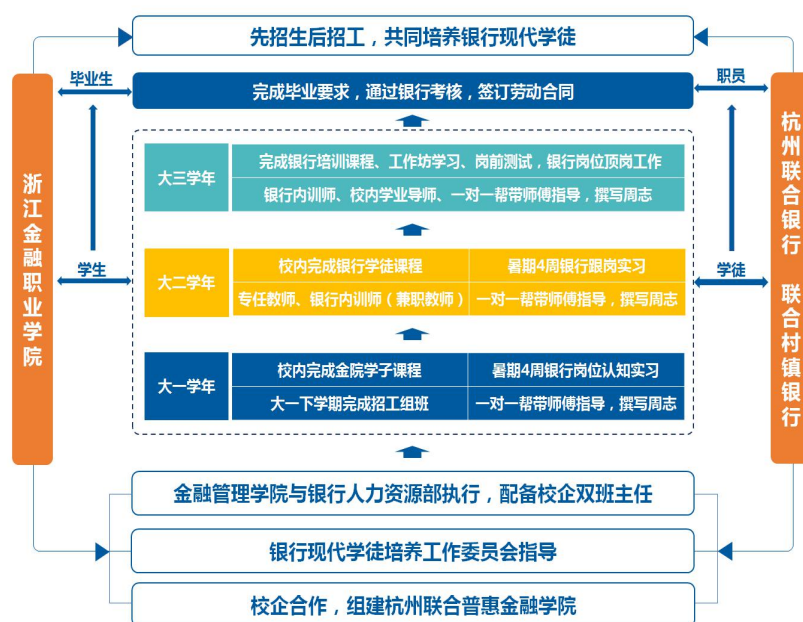 先招生后招工，共同培养银行现代学徒
毕业生
完成毕业要求，通过银行考核，签订劳动合同
职员
浙江金融职业学院
杭州联合银行 联合村镇银行
大三学年
完成银行培训课程、工作坊学习、岗前测试，银行岗位顶岗工作
银行内训师、校内学业导师、一对一帮带师傅指导，撰写周志
学生
学徒
大二学年
校内完成银行学徒课程
暑期4周银行跟岗实习
专任教师、银行内训师（兼职教师）
一对一帮带师傅指导，撰写周志
大一学年
校内完成金院学子课程
暑期4周银行岗位认知实习
大一下学期完成招工组班
一对一帮带师傅指导，撰写周志
金融管理学院与银行人力资源部执行，配备校企双班主任
银行现代学徒培养工作委员会指导
校企合作，组建杭州联合普惠金融学院